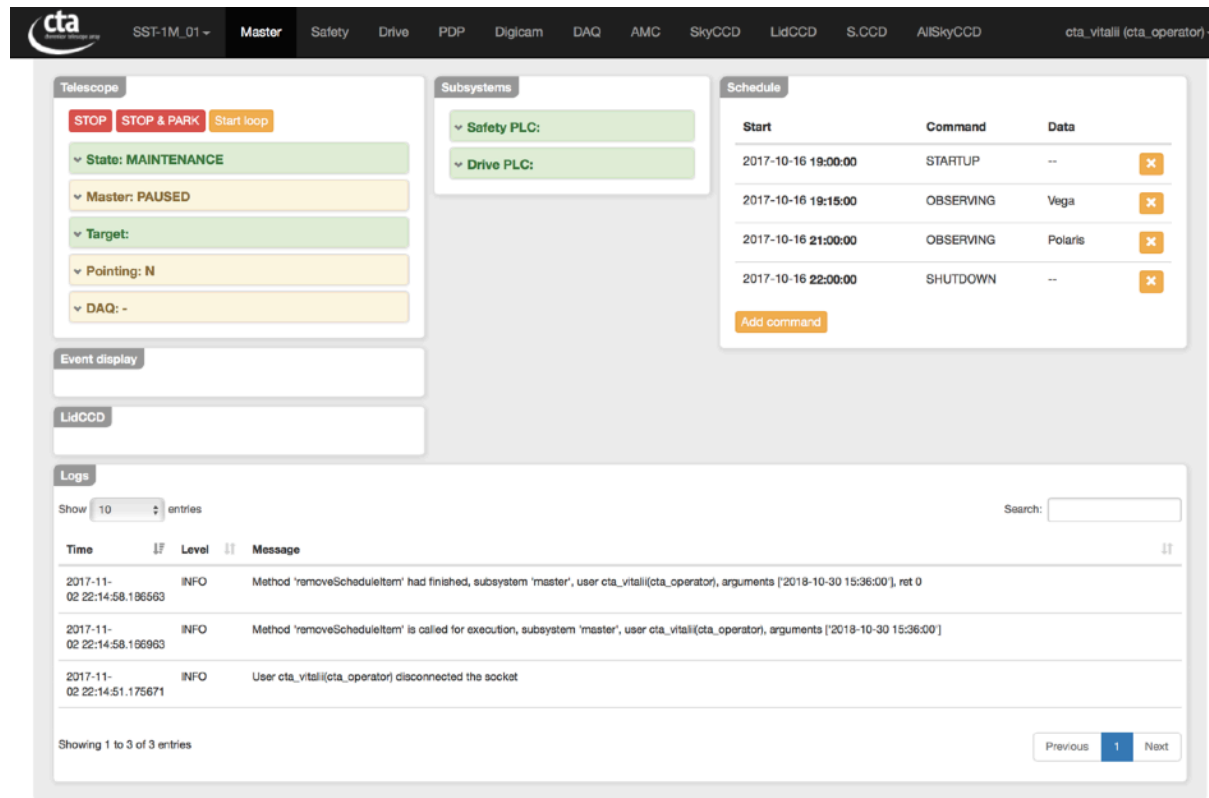 cta
SST-1M_01 Master Safety Drive PDP Digicam DAQ AMC SkyCCD LidCCD S.CCD AllSkyCCD cta_vitalii (cta_operator)
Telescope
STOP STOP & PARK Start loop
State: MAINTENANCE
Master: PAUSED
Target:
Pointing: N
DAQ: -
Subsystems
Safety PLC:
Drive PLC:
Schedule
Start Command Data
2017-10-16 19:00:00 STARTUP --
2017-10-16 19:15:00 OBSERVING Vega
2017-10-16 21:00:00 OBSERVING Polaris
2017-10-16 22:00:00 SHUTDOWN --
Add command
Event display
LidCCD
Logs
Show 10 entries Search:
Time Level Message
2017-11-
02 22:14:58.186563 INFO Method 'removeScheduleItem' had finished, subsystem 'master', user cta_vitalii(cta_operator), arguments ['2018-10-30 15:36:00'], ret 0
2017-11-
02 22:14:58.166963 INFO Method 'removeScheduleItem' is called for execution, subsystem 'master', user cta_vitalii(cta_operator), arguments ['2018-10-30 15:36:00']
2017-11-
02 22:14:51.175671 INFO User cta_vitalii(cta_operator) disconnected the socket
Showing 1 to 3 of 3 entries Previous 1 Next